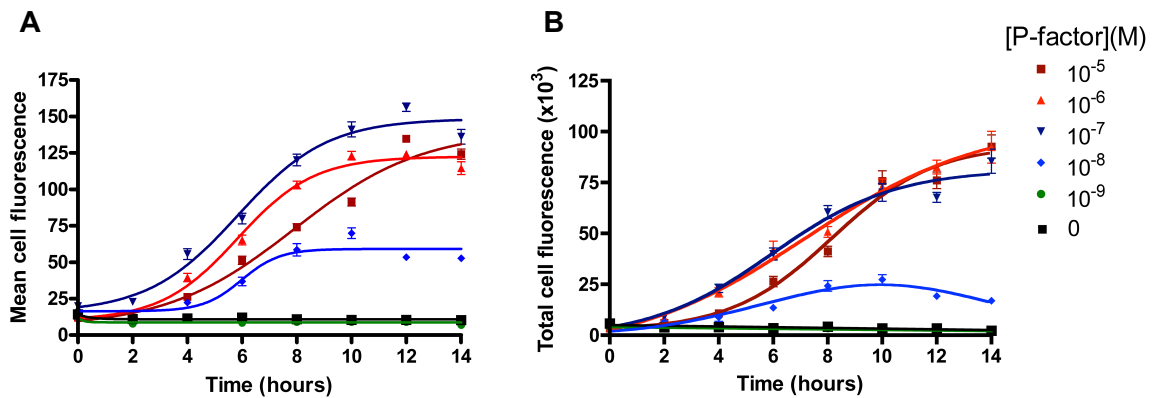 A
B
[P-factor](M)
10-5
10-6
10-7
10-8
10-9
0
Mean cell fluorescence
175
150
125
100
75
50
25
0
0 2 4 6 8 10 12 14
Time (hours)
Total cell fluorescence (x103)
125
100
75
50
25
0
0 2 4 6 8 10 12 14
Time (hours)